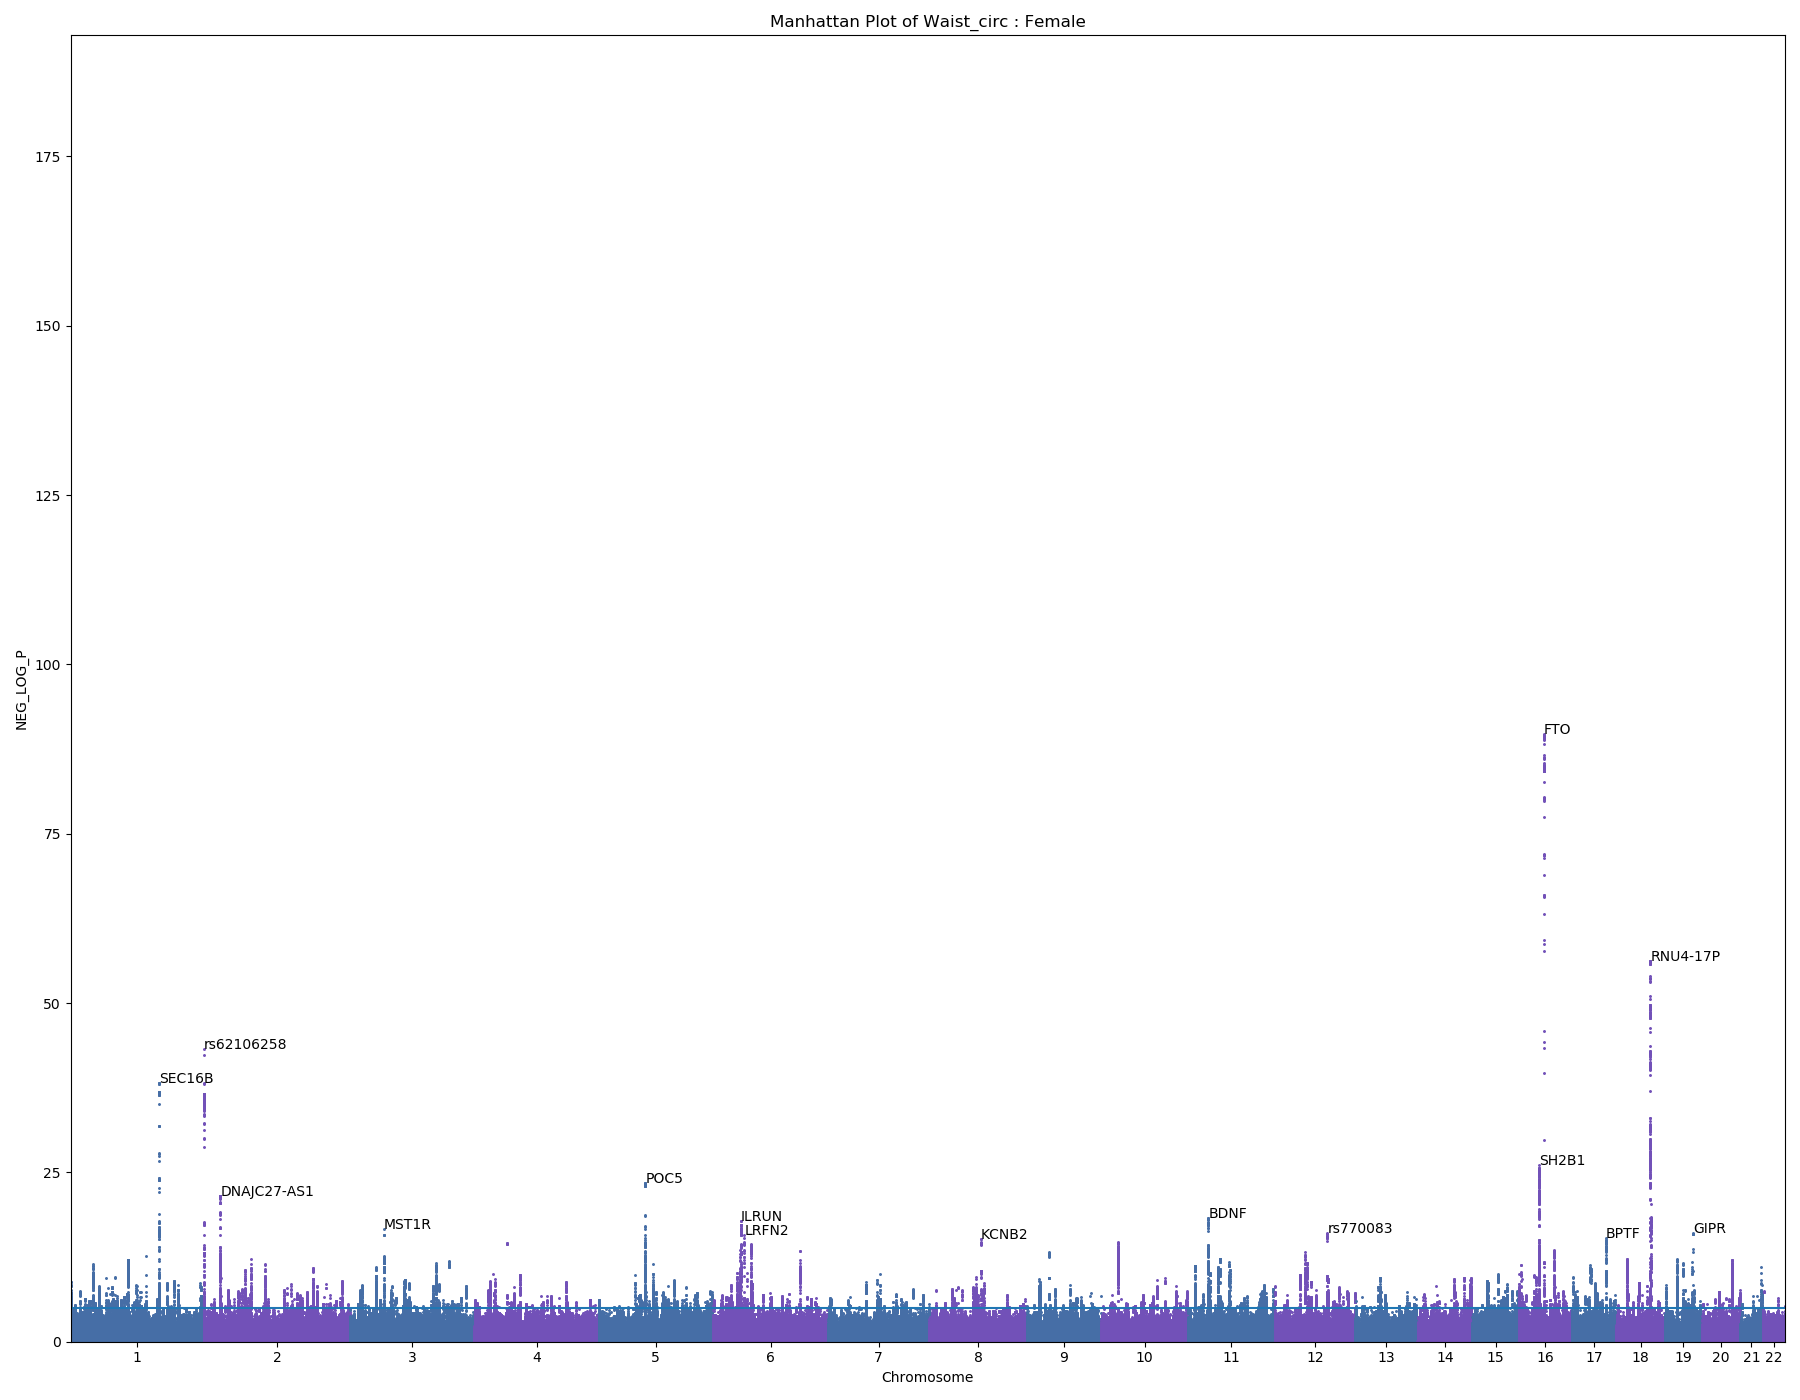 Manhattan Plot of Waist_circ : Female
NEG_LOG_P
175
150
125
100
75
50
25
0
FTO
RNU4-17P
rs62106258
SEC16B
SH2B1
POC5
DNAJC27-AS1
BDNF
ILRUN
MST1R
rs770083
GIPR
LRFN2
BPTF
KCNB2
1 2 3 4 5 6 7 8 9 10 11 12 13 14 15 16 17 18 19 20 21 22
Chromosome